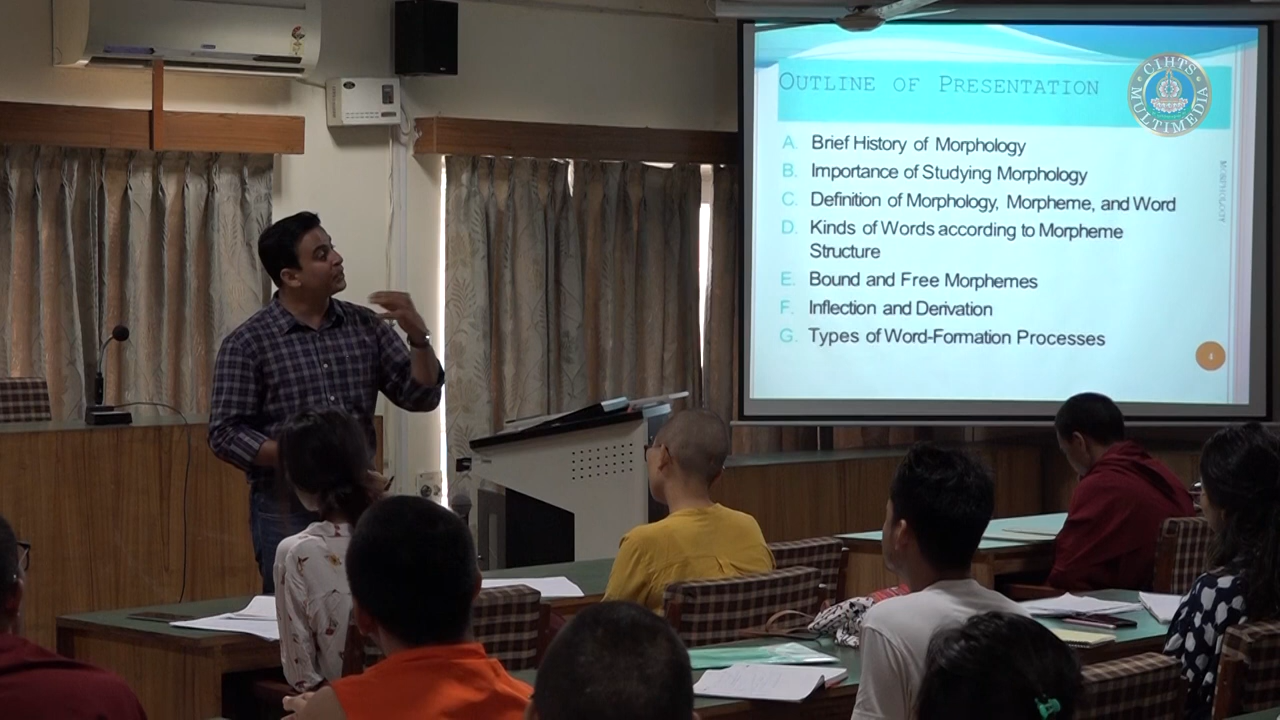 OUTLINE OF PRESENTATION
CIHTS
MULTIMEDIA
A. Brief History of Morphology
B. Importance of Studying Morphology
C. Definition of Morphology, Morpheme, and Word
D. Kinds of Words according to Morpheme
Structure
E. Bound and Free Morphemes
F. Inflection and Derivation
G. Types of Word-Formation Processes
MORPHOLOGY
4